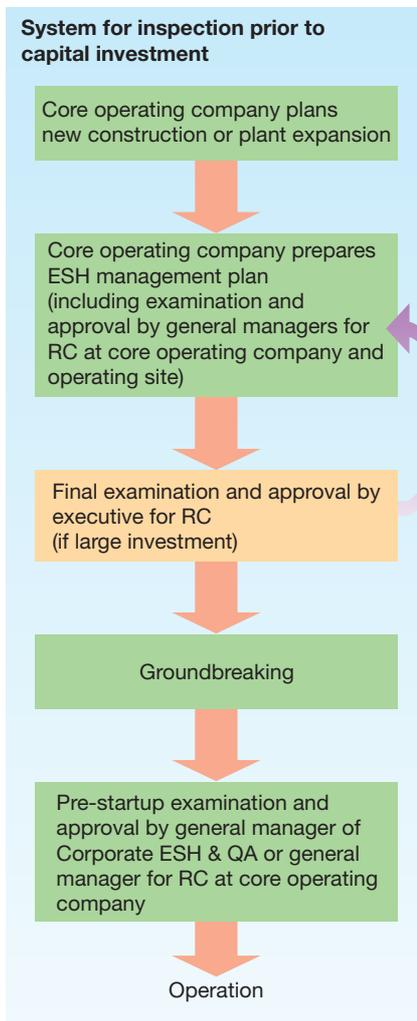 System for inspection prior to
capital investment
Core operating company plans
new construction or plant expansion
Core operating company prepares
ESH management plan
(including examination and
approval by general managers for
RC at core operating company and
operating site)
Final examination and approval by
executive for RC
(if large investment)
Groundbreaking
Pre-startup examination and
approval by general manager of
Corporate ESH & QA or general
manager for RC at core operating
company
Operation